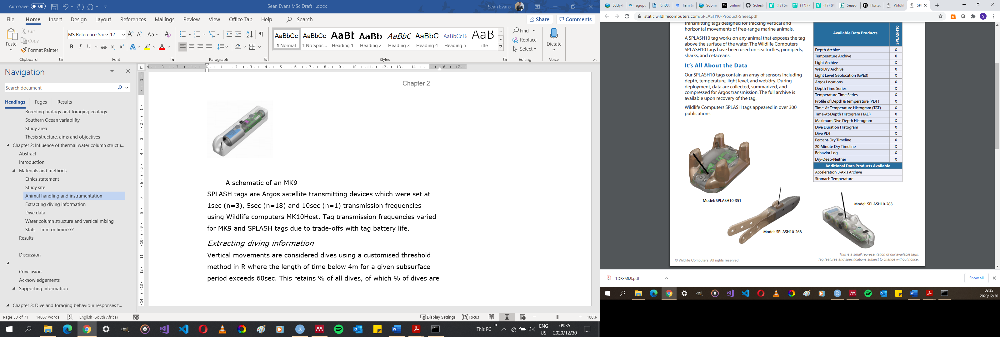 AutoSave Off
Sean Evans MSc Draft 1.docx
Sean Evans
File Home Insert Design Layout References Mailings Review View Office Tab Help Search
Share Comments
Paste
Cut
Copy
Format Painter
Clipboard
MS Reference Sa 12
Font
Paragraph
AaBbCc AaBbCc AaBb AaBb AaBbC AaBbC AaBbCcD AaB
¶ Normal ¶ No Spac... Heading 1 Heading 2 Heading 3 Heading 4 Heading 5 Title
Styles
Find
Replace
Select
Editing
Dictate
Voice
Navigation
Search document
Headings Pages Results
Breeding biology and foraging ecology
Southern Ocean variability
Study area
Thesis structure, aims and objectives
Chapter 2: Influence of thermal water column structu...
Abstract
Introduction
Materials and methods
Ethics statement
Study site
Animal handling and instrumentation
Extracting diving information
Dive data
Water column structure and vertical mixing
Stats – lmm or hmm???
Results
Discussion
Conclusion
Acknowledgements
Supporting information
Chapter 3: Dive and foraging behaviour responses t...
Chapter 2
A schematic of an MK9
SPLASH tags are Argos satellite transmitting devices which were set at
1sec (n=3), 5sec (n=18) and 10sec (n=1) transmission frequencies
using Wildlife computers MK10Host. Tag transmission frequencies varied
for MK9 and SPLASH tags due to trade-offs with tag battery life.
Extracting diving information
Vertical movements are considered dives using a customised threshold
method in R where the length of time below 4m for a given subsurface
period exceeds 60sec. This retains % of all dives, of which % of dives are
Page 30 of 71 14067 words English (South Africa)
Display Settings Focus 100%
This PC
ENG
US
09:35
2020/12/30
static.wildlifecomputers.com/SPLASH10-Product-Sheet.pdf
transmitting tags designed for tracking vertical and
horizontal movements of free-range marine animals.
A SPLASH10 tag works on any animal that exposes the tag
above the surface of the water. The Wildlife Computers
SPLASH10 tags have been used on sea turtles, pinnipeds,
sharks, and cetaceans.
It's All About the Data
Our SPLASH10 tags contain an array of sensors including
depth, temperature, light level, and wet/dry. During
deployment, data are collected, summarized, and
compressed for Argos transmission. The full archive is
available upon recovery of the tag.
Wildlife Computers SPLASH tags appeared in over 300
publications.
Available Data Products SPLASH10
Depth Archive X
Temperature Archive X
Light Archive X
Wet/Dry Archive X
Light Level Geolocation (GPE3) X
Argos Locations X
Depth Time Series X
Temperature Time Series X
Profile of Depth & Temperature (PDT) X
Time-At-Temperature Histogram (TAT) X
Time-At-Depth Histogram (TAD) X
Maximum Dive Depth Histogram X
Dive Duration Histogram X
Dive PDT X
Percent-Dry Timeline X
20-Minute Dry Timeline X
Behavior Log X
Dry-Deep-Neither X
Additional Data Products Available
Acceleration 3-Axis Archive
Stomach Temperature
Model: SPLASH10-351
Model: SPLASH10-268
Model: SPLASH10-283
This is a small representation of our available tags.
Tag features and specifications subject to change without notice.
© Wildlife Computers. All rights reserved.
TDR-Mk9.pdf
Show all
09:35
2020/12/30